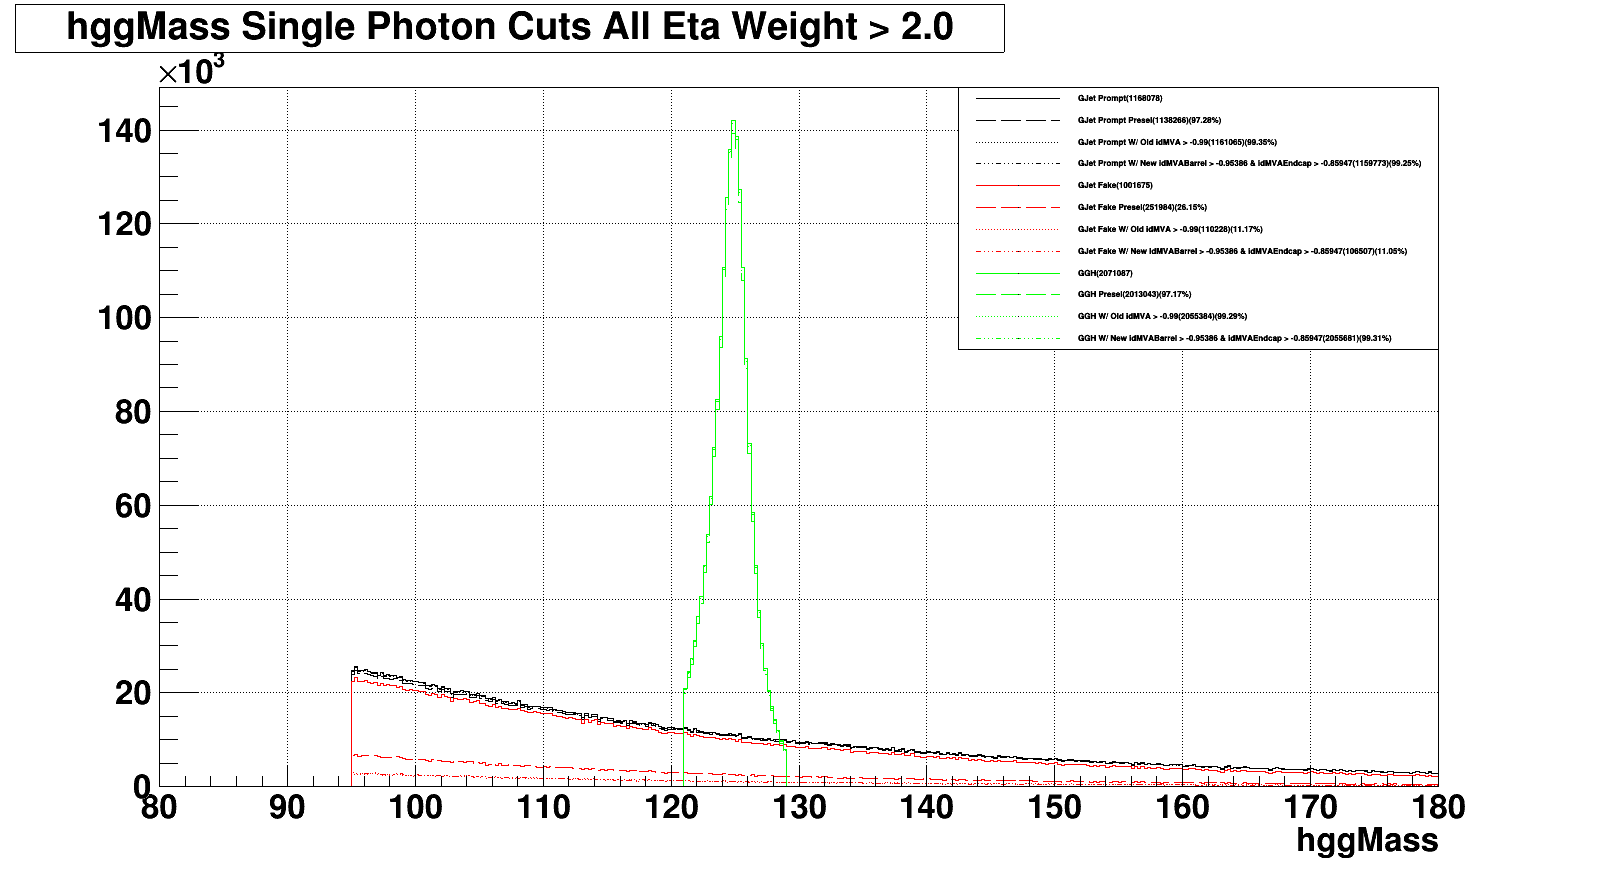 hggMass Single Photon Cuts All Eta Weight > 2.0
×10³
GJet Prompt(1168078)
GJet Prompt Presel(1138266)(97.28%)
GJet Prompt W/ Old idMVA > -0.99(1161065)(99.35%)
GJet Prompt W/ New idMVABarrel > -0.95386 & idMVAEndcap > -0.85947(1159773)(99.25%)
GJet Fake(1001675)
GJet Fake Presel(251984)(26.15%)
GJet Fake W/ Old idMVA > -0.99(110228)(11.17%)
GJet Fake W/ New idMVABarrel > -0.95386 & idMVAEndcap > -0.85947(106507)(11.05%)
GGH(2071087)
GGH Presel(2013043)(97.17%)
GGH W/ Old idMVA > -0.99(2055384)(99.29%)
GGH W/ New idMVABarrel > -0.95386 & idMVAEndcap > -0.85947(2055681)(99.31%)
140
120
100
80
60
40
20
0
80 90 100 110 120 130 140 150 160 170 180
hggMass